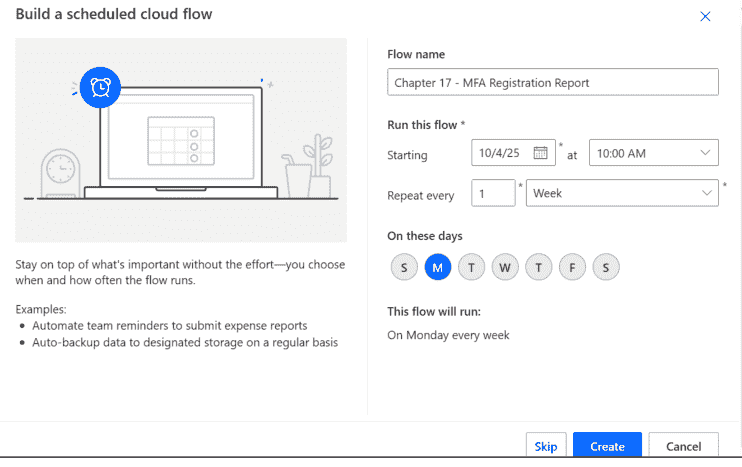 Build a scheduled cloud flow
Stay on top of what's important without the effort—you choose
when and how often the flow runs.
Examples:
Automate team reminders to submit expense reports
Auto-backup data to designated storage on a regular basis
Flow name
Chapter 17 - MFA Registration Report
Run this flow *
Starting 10/4/25 * at 10:00 AM
Repeat every 1 * Week *
On these days
S M T W T F S
This flow will run:
On Monday every week
Skip Create Cancel